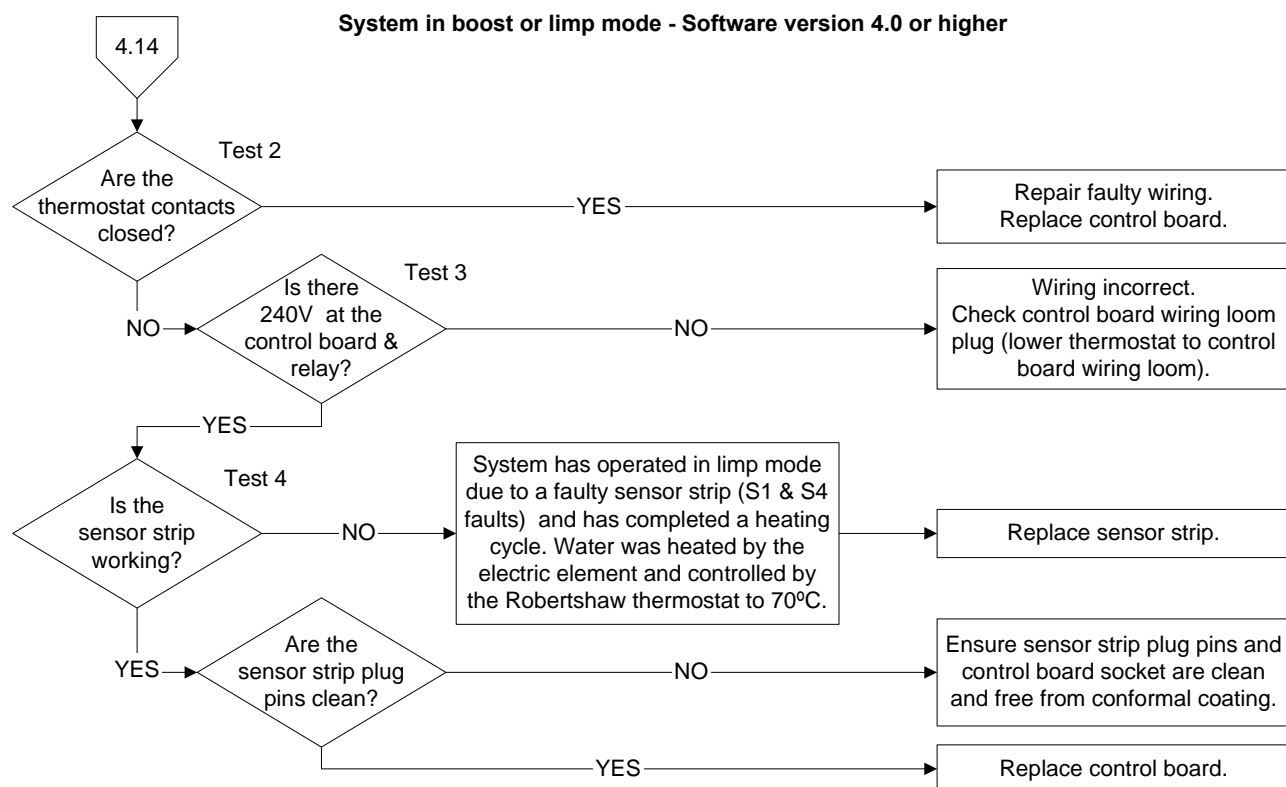 System in boost or limp mode - Software version 4.0 or higher
4.14
Test 2
Are the
thermostat contacts
closed?
YES
Repair faulty wiring.
Replace control board.
NO
Test 3
Is there
240V at the
control board &
relay?
NO
Wiring incorrect.
Check control board wiring loom
plug (lower thermostat to control
board wiring loom).
YES
Test 4
Is the
sensor strip
working?
NO
System has operated in limp mode
due to a faulty sensor strip (S1 & S4
faults) and has completed a heating
cycle. Water was heated by the
electric element and controlled by
the Robertshaw thermostat to 70ºC.
Replace sensor strip.
YES
Are the
sensor strip plug
pins clean?
NO
Ensure sensor strip plug pins and
control board socket are clean
and free from conformal coating.
YES
Replace control board.